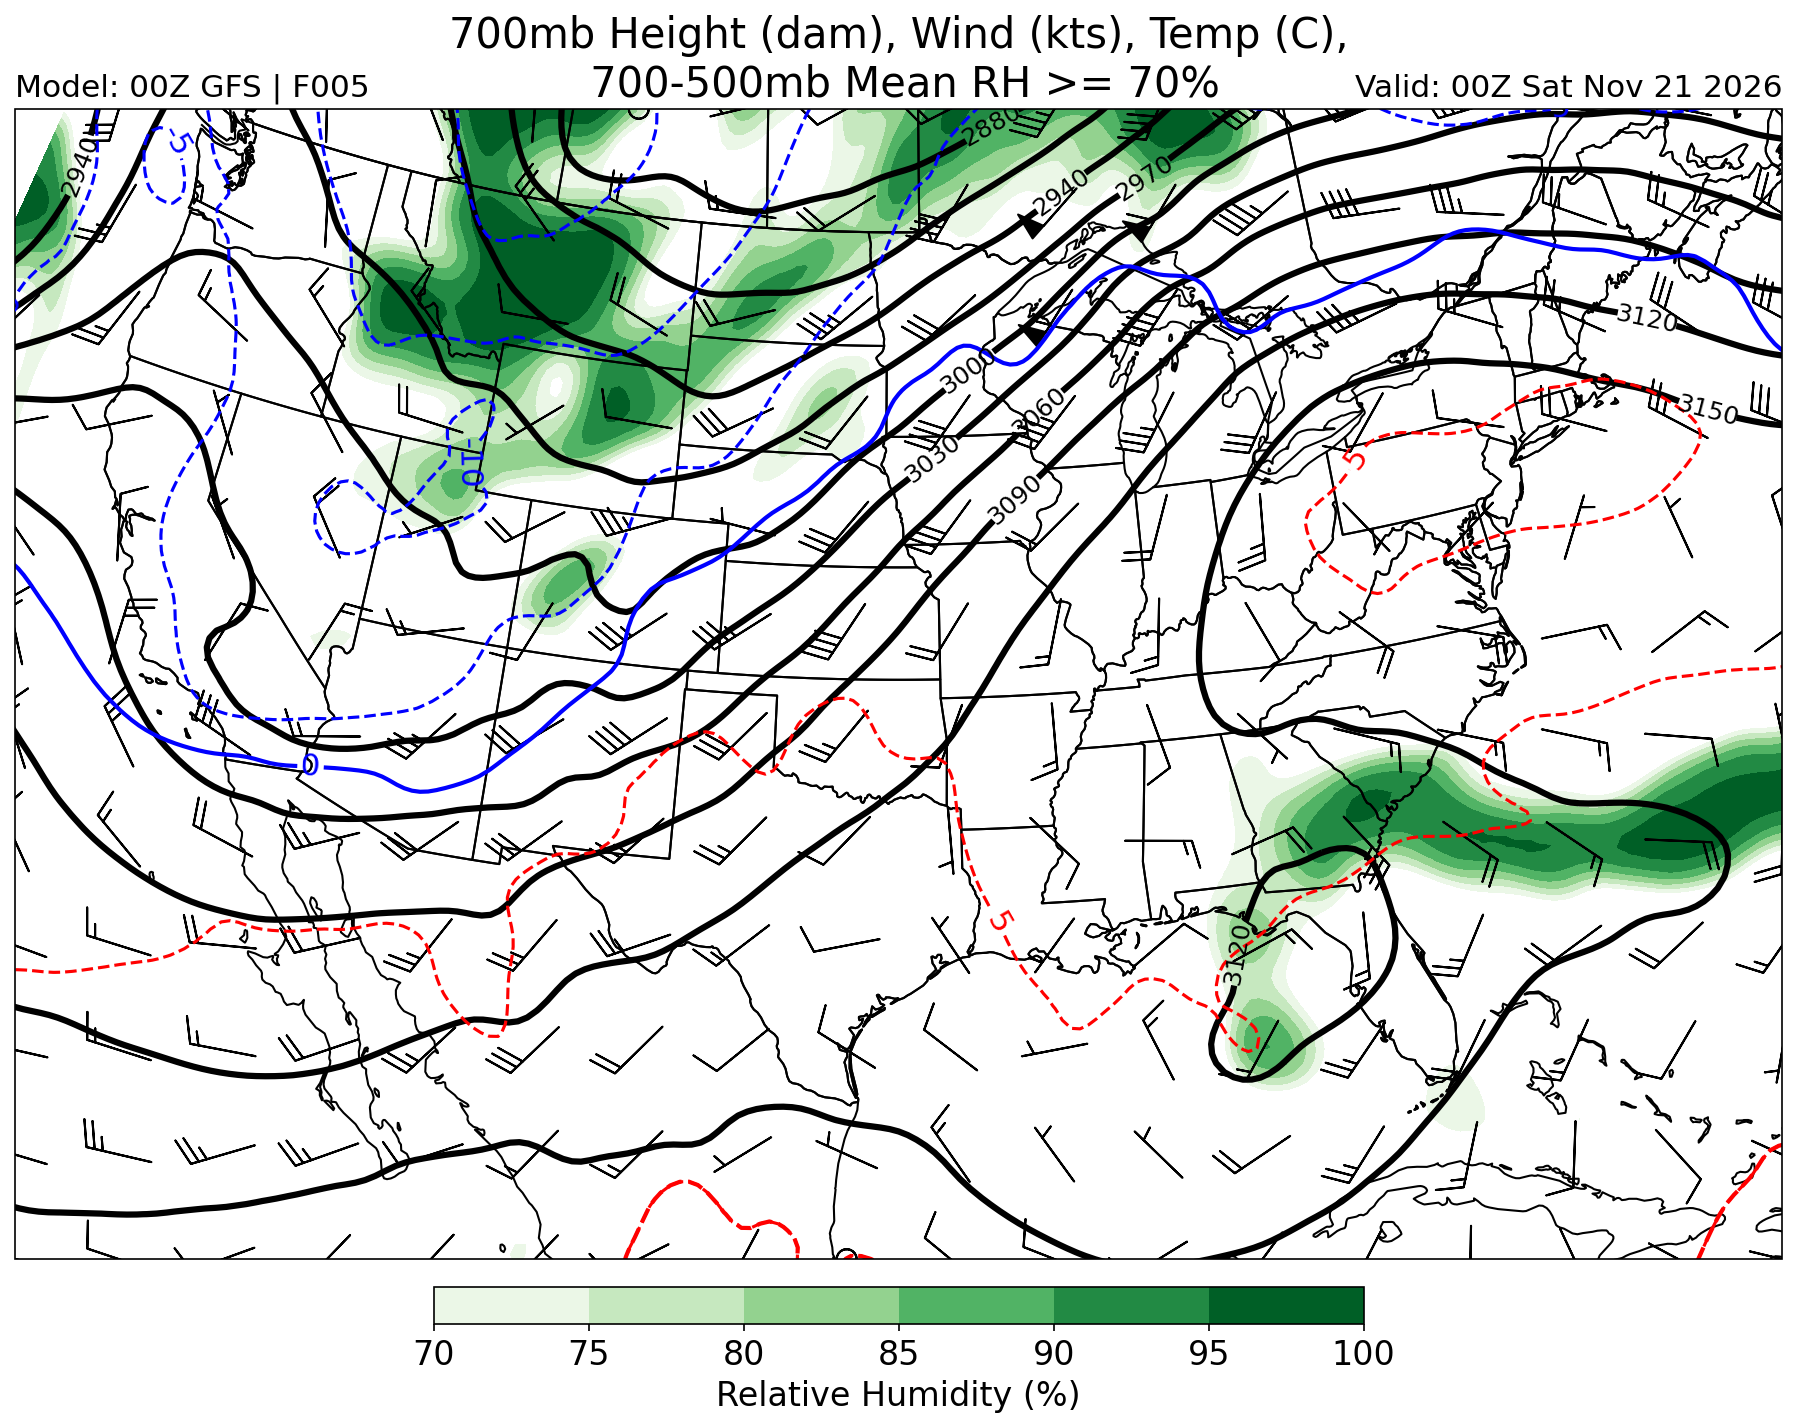 700mb Height (dam), Wind (kts), Temp (C),
700-500mb Mean RH >= 70%
Model: 00Z GFS | F005
Valid: 00Z Sat Nov 21 2026
2940
-5
2880
2940
2970
3120
3000
3060
3150
3030
-10
3090
5
0
5
3120
70 75 80 85 90 95 100
Relative Humidity (%)